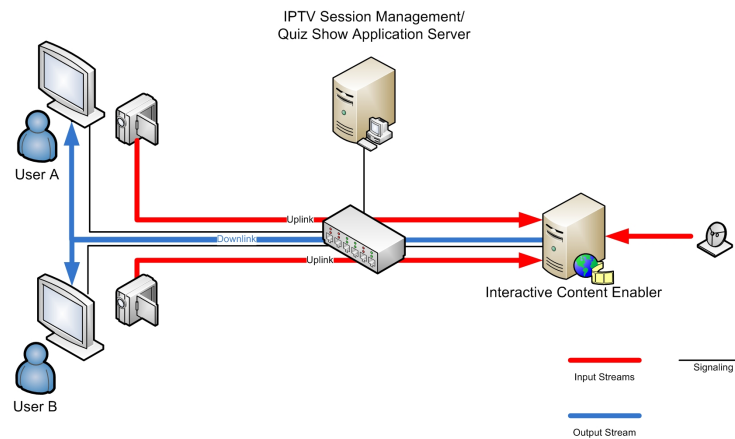 IPTV Session Management/
Quiz Show Application Server
User A
Uplink
Downlink
Uplink
Interactive Content Enabler
User B
Input Streams
Signaling
Output Stream